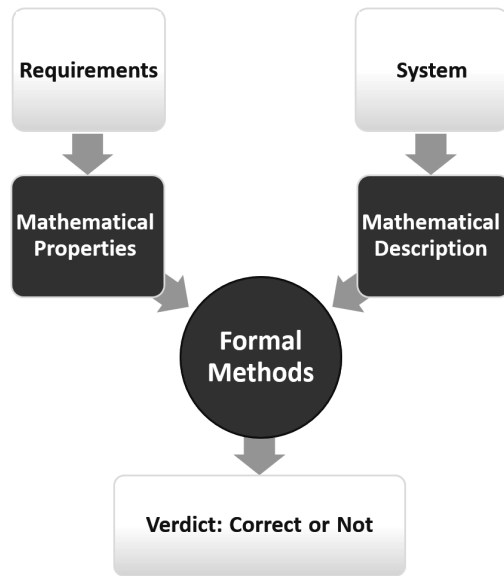 Requirements
System
Mathematical
Properties
Mathematical
Description
Formal
Methods
Verdict: Correct or Not